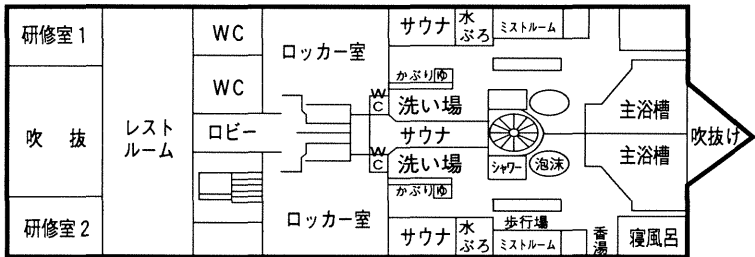 研修室1
吹 抜
研修室2
レスト
ルーム
WC
WC
ロビー
ロッカー室
ロッカー室
サウナ
水
ぶろ
ミストルーム
かぶりゆ
WC
洗い場
サウナ
WC
洗い場
かぶりゆ
シャワー
泡沫
主浴槽
主浴槽
吹抜け
サウナ
水
ぶろ
歩行場
ミストルーム
香
湯
寝風呂